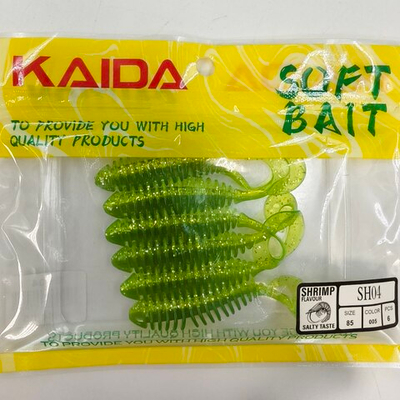 KAIDA
SOFT
BAIT
TO PROVIDE YOU WITH HIGH
QUALITY PRODUCTS
SHRIMP
FLAVOUR
SALTY TASTE
SH04
SIZE COLOR PCS
85 005 6
TO PROVIDE YOU WITH HIGH QUALITY PRODUCTS